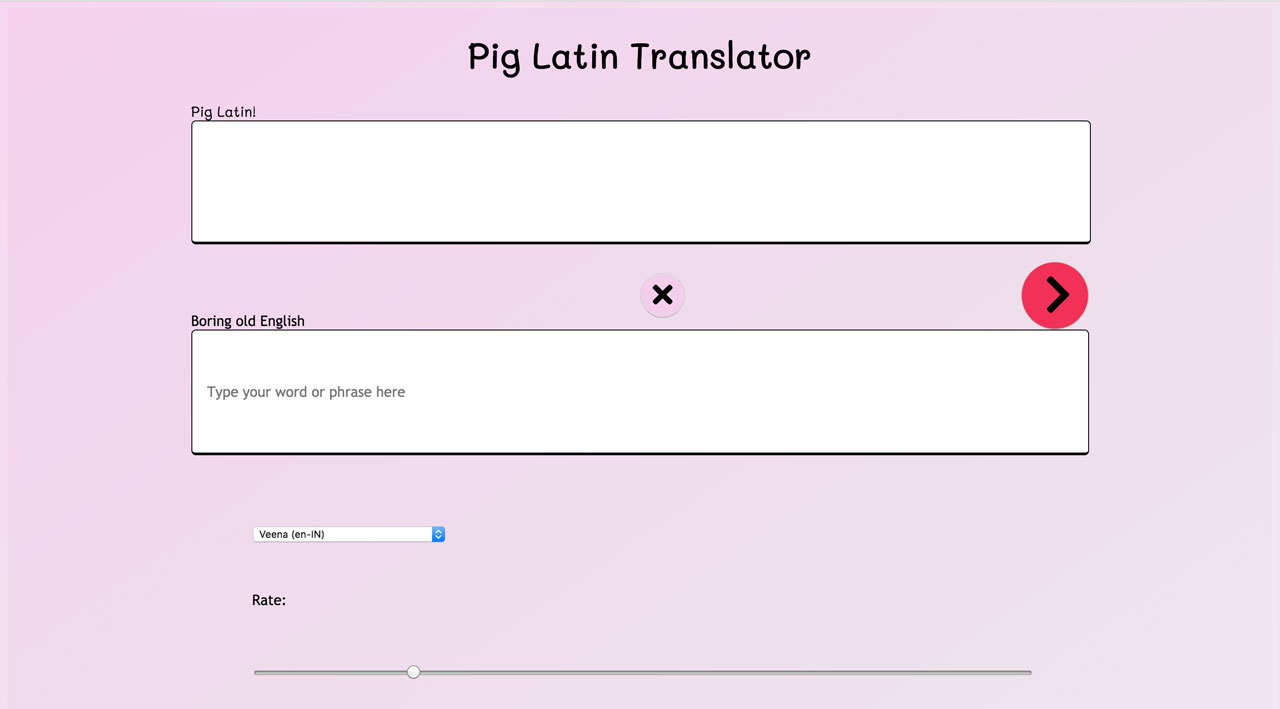 Pig Latin Translator
Pig Latin!
Boring old English
Type your word or phrase here
Veena (en-IN)
Rate: